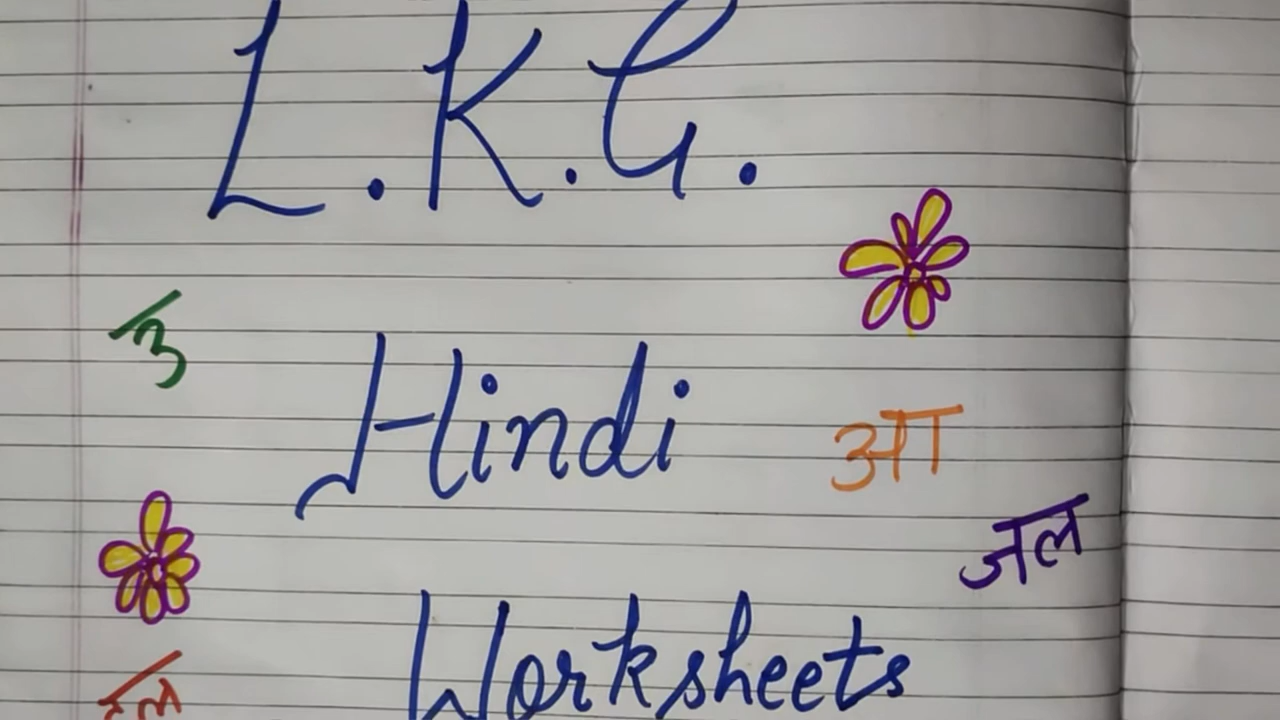 L.K.G.
उ
Hindi
आ
जल
Worksheets